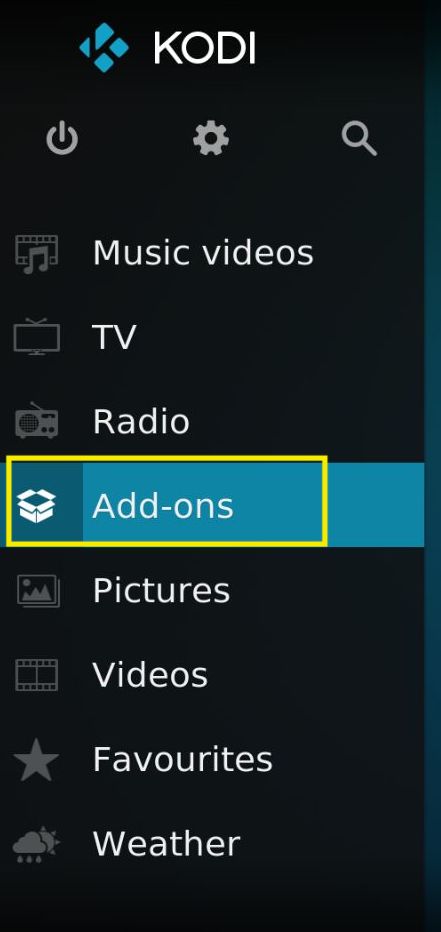 KODI
Music videos
TV
Radio
Add-ons
Pictures
Videos
Favourites
Weather